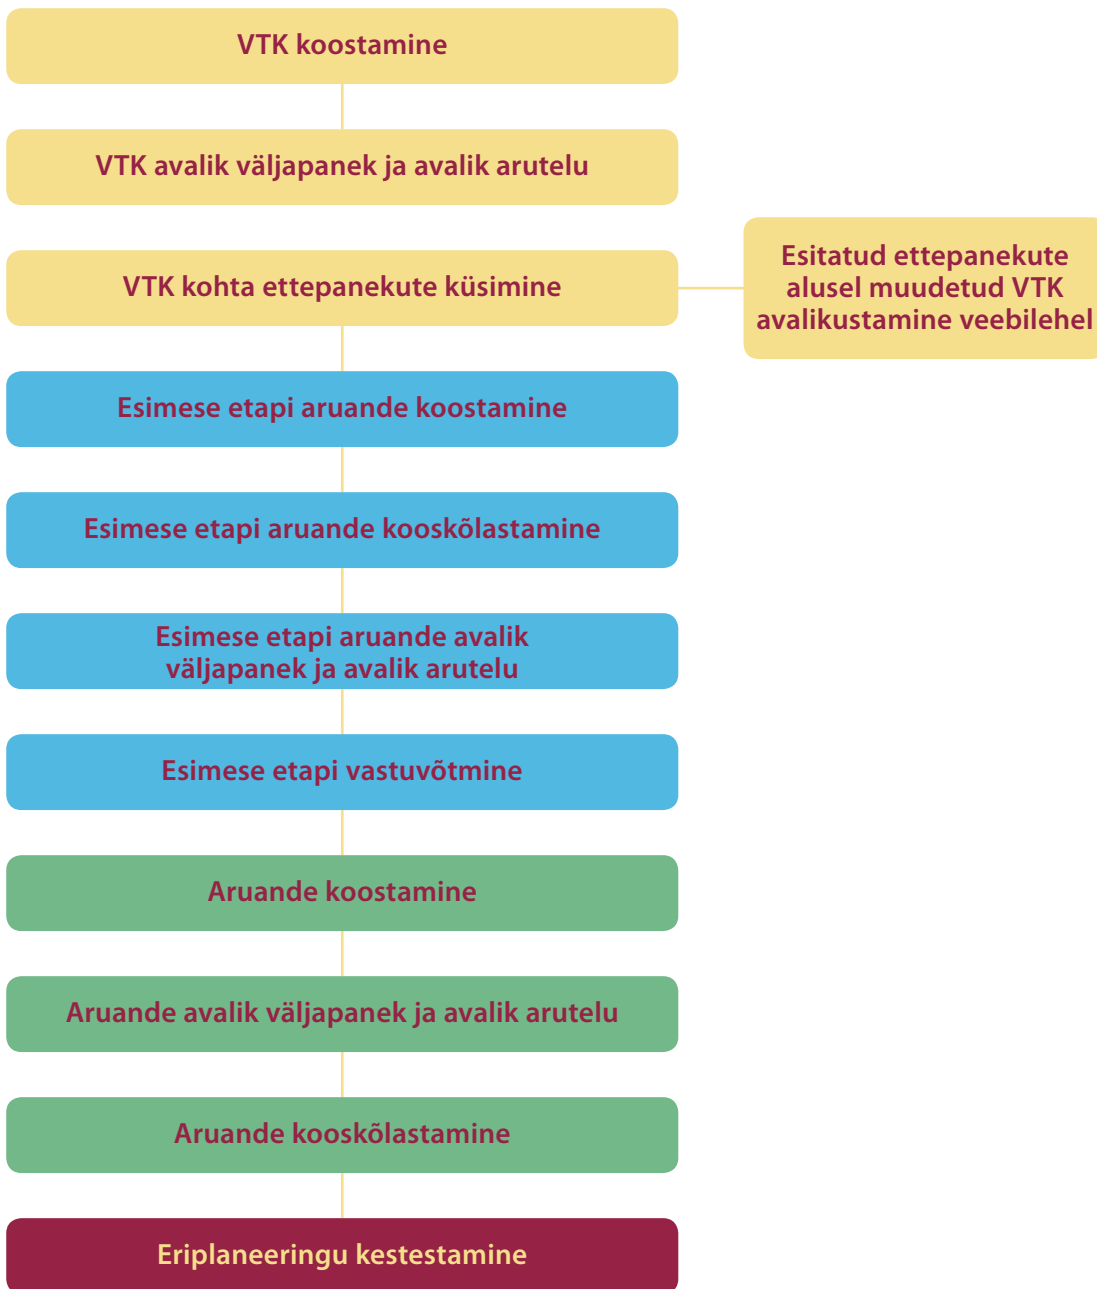 VTK koostamine
VTK avalik väljapanek ja avalik arutelu
VTK kohta ettepanekute küsimine
Esitatud ettepanekute
alusel muudetud VTK
avalikustamine veebilehel
Esimese etapi aruande koostamine
Esimese etapi aruande kooskõlastamine
Esimese etapi aruande avalik
väljapanek ja avalik arutelu
Esimese etapi vastuvõtmine
Aruande koostamine
Aruande avalik väljapanek ja avalik arutelu
Aruande kooskõlastamine
Eriplaneeringu kestestamine